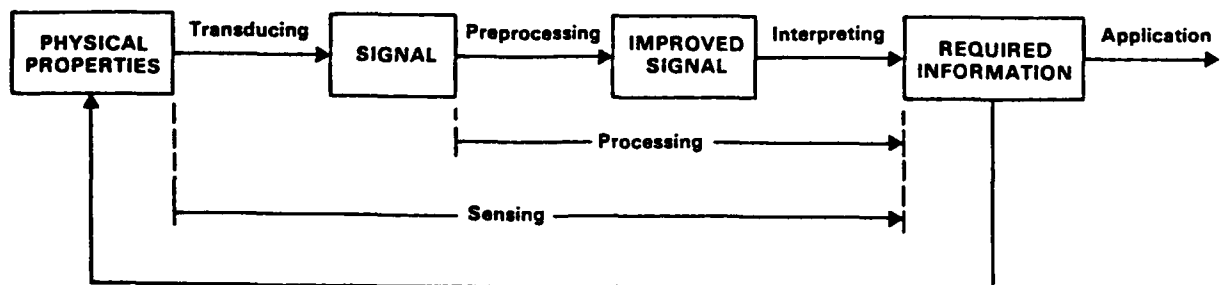 Transducing
Preprocessing
Interpreting
Application
PHYSICAL
PROPERTIES
SIGNAL
IMPROVED
SIGNAL
REQUIRED
INFORMATION
Processing
Sensing